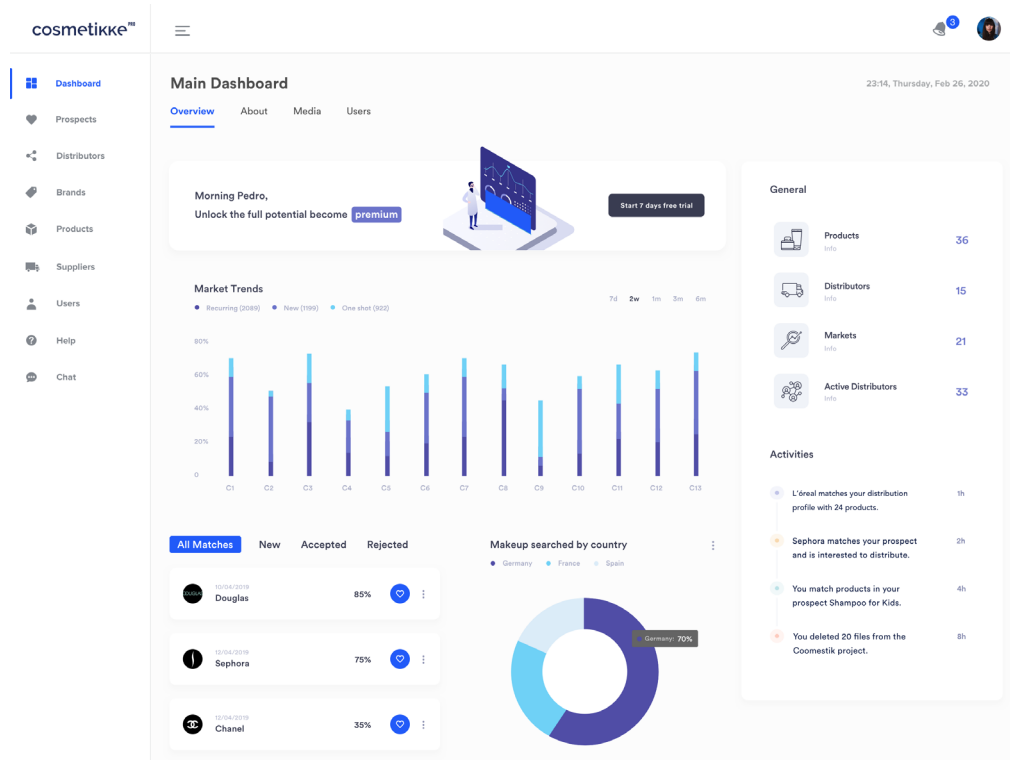 cosmetikke
3
Dashboard
Prospects
Distributors
Brands
Products
Suppliers
Users
Help
Chat
Main Dashboard
23:14, Thursday, Feb 26, 2020
Overview About Media Users
Morning Pedro,
Unlock the full potential become premium
Start 7 days free trial
Market Trends
Recurring (2089) New (1199) One shot (922)
7d 2w 1m 3m 6m
80%
60%
40%
20%
0
C1 C2 C3 C4 C5 C6 C7 C8 C9 C10 C11 C12 C13
All Matches New Accepted Rejected
10/04/2019
Douglas
85%
12/04/2019
Sephora
75%
12/04/2019
Chanel
35%
Makeup searched by country
Germany France Spain
Germany: 70%
General
Products
Info
36
Distributors
Info
15
Markets
Info
21
Active Distributors
Info
33
Activities
L'óreal matches your distribution
profile with 24 products.
1h
Sephora matches your prospect
and is interested to distribute.
2h
You match products in your
prospect Shampoo for Kids.
4h
You deleted 20 files from the
Coomestik project.
8h